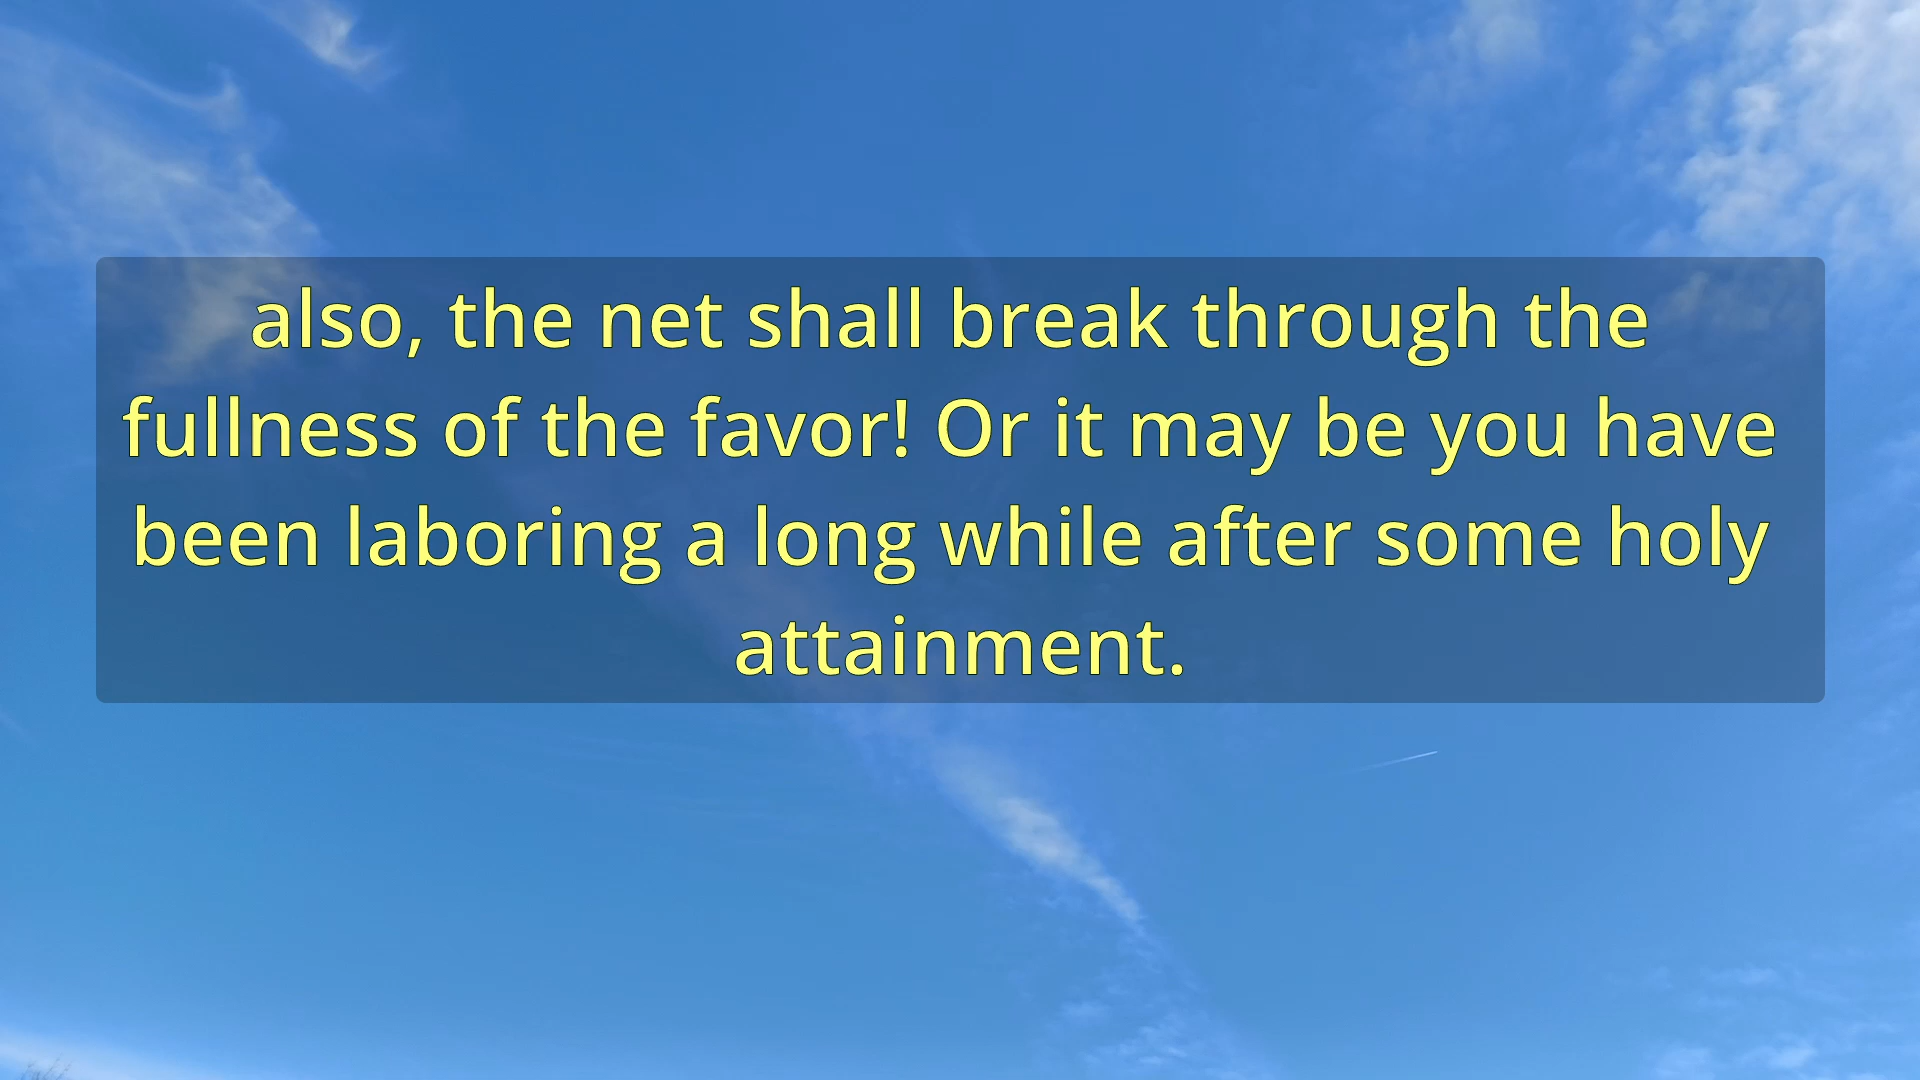 also, the net shall break through the
fullness of the favor! Or it may be you have
been laboring a long while after some holy
attainment.